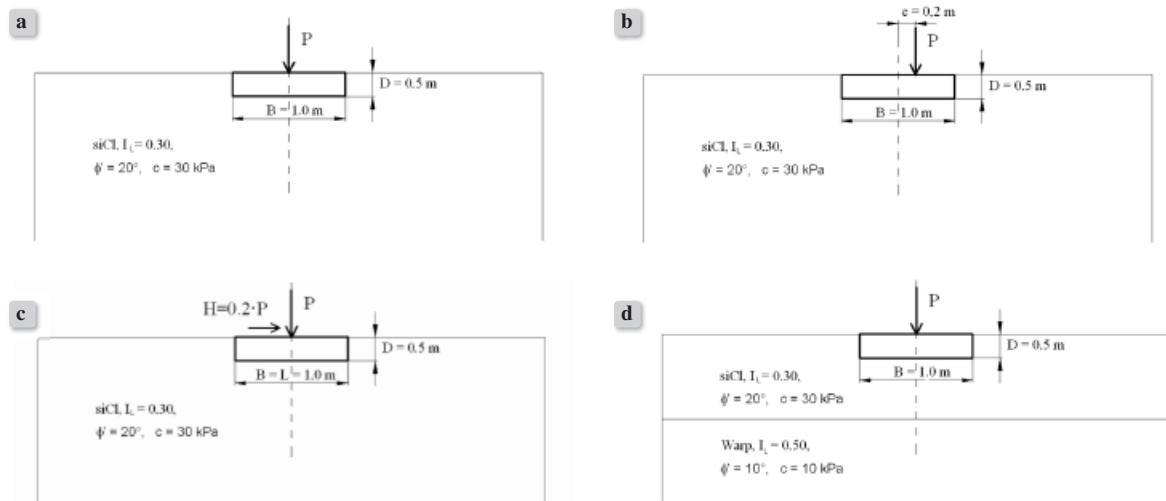 a
P
D = 0.5 m
B = 1.0 m
siCl, I_L = 0.30,
ϕ' = 20°, c = 30 kPa
b
e = 0,2 m
P
D = 0.5 m
B = 1.0 m
siCl, I_L = 0.30,
ϕ' = 20°, c = 30 kPa
c
H=0.2·P
P
D = 0.5 m
B = L = 1.0 m
siCl, I_L = 0.30,
ϕ' = 20°, c = 30 kPa
d
P
D = 0.5 m
B = 1.0 m
siCl, I_L = 0.30,
ϕ' = 20°, c = 30 kPa
Warp, I_L = 0.50,
ϕ' = 10°, c = 10 kPa